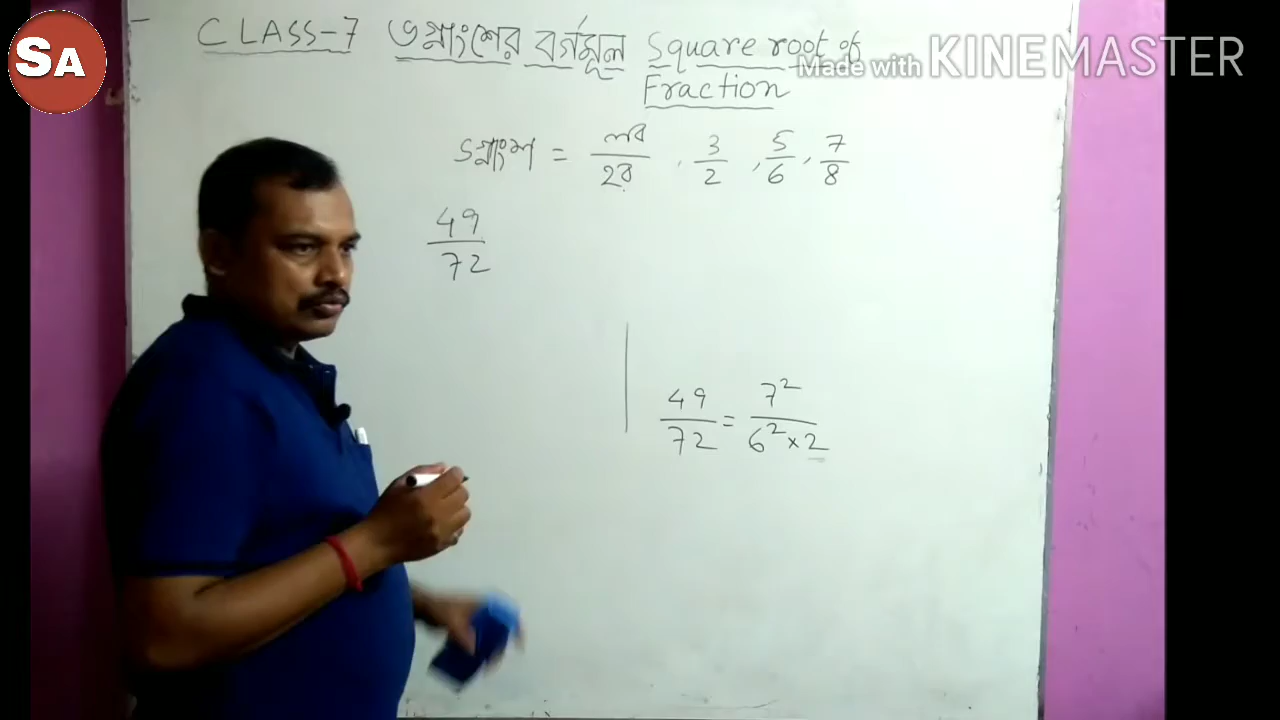 SA
CLASS-7 ভগ্নাংশের বর্গমূল Square root of
Fraction
Made with KINEMASTER
ভগ্নাংশ = লব/হর , 3/2 , 5/6 , 7/8
49/72
49/72 = 7²/6²×2